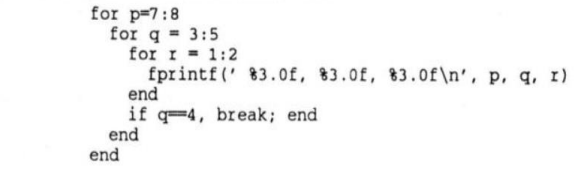 for p=7:8
for q = 3:5
for r = 1:2
fprintf(' %3.0f, %3.0f, %3.0f\n', p, q, r)
end
if q==4, break; end
end
end